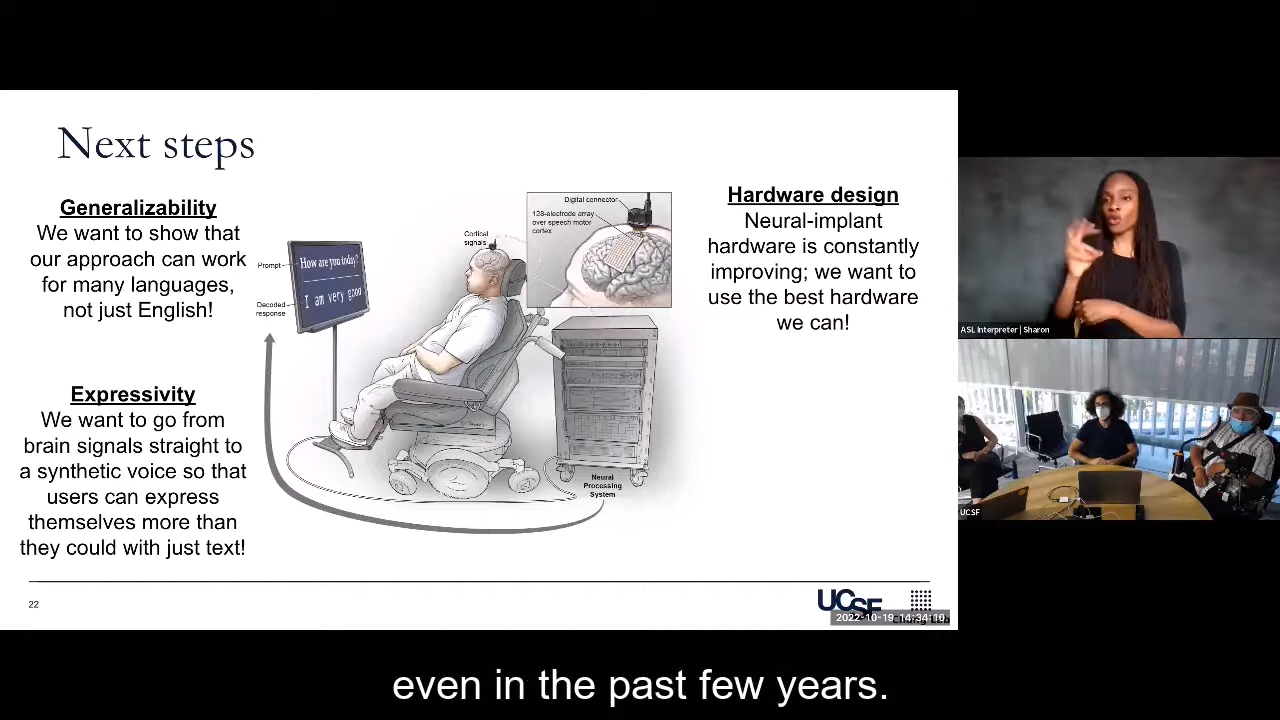 Next steps
Generalizability
We want to show that
our approach can work
for many languages,
not just English!
Expressivity
We want to go from
brain signals straight to
a synthetic voice so that
users can express
themselves more than
they could with just text!
Prompt
How are you today?
Decoded
response
I am very good
Cortical
signals
Digital connector
128-electrode array
over speech motor
cortex
Neural
Processing
System
Hardware design
Neural-implant
hardware is constantly
improving; we want to
use the best hardware
we can!
22
UCSF
2022-10-19 14:34:10
ASL Interpreter | Sharon
UCSF
even in the past few years.